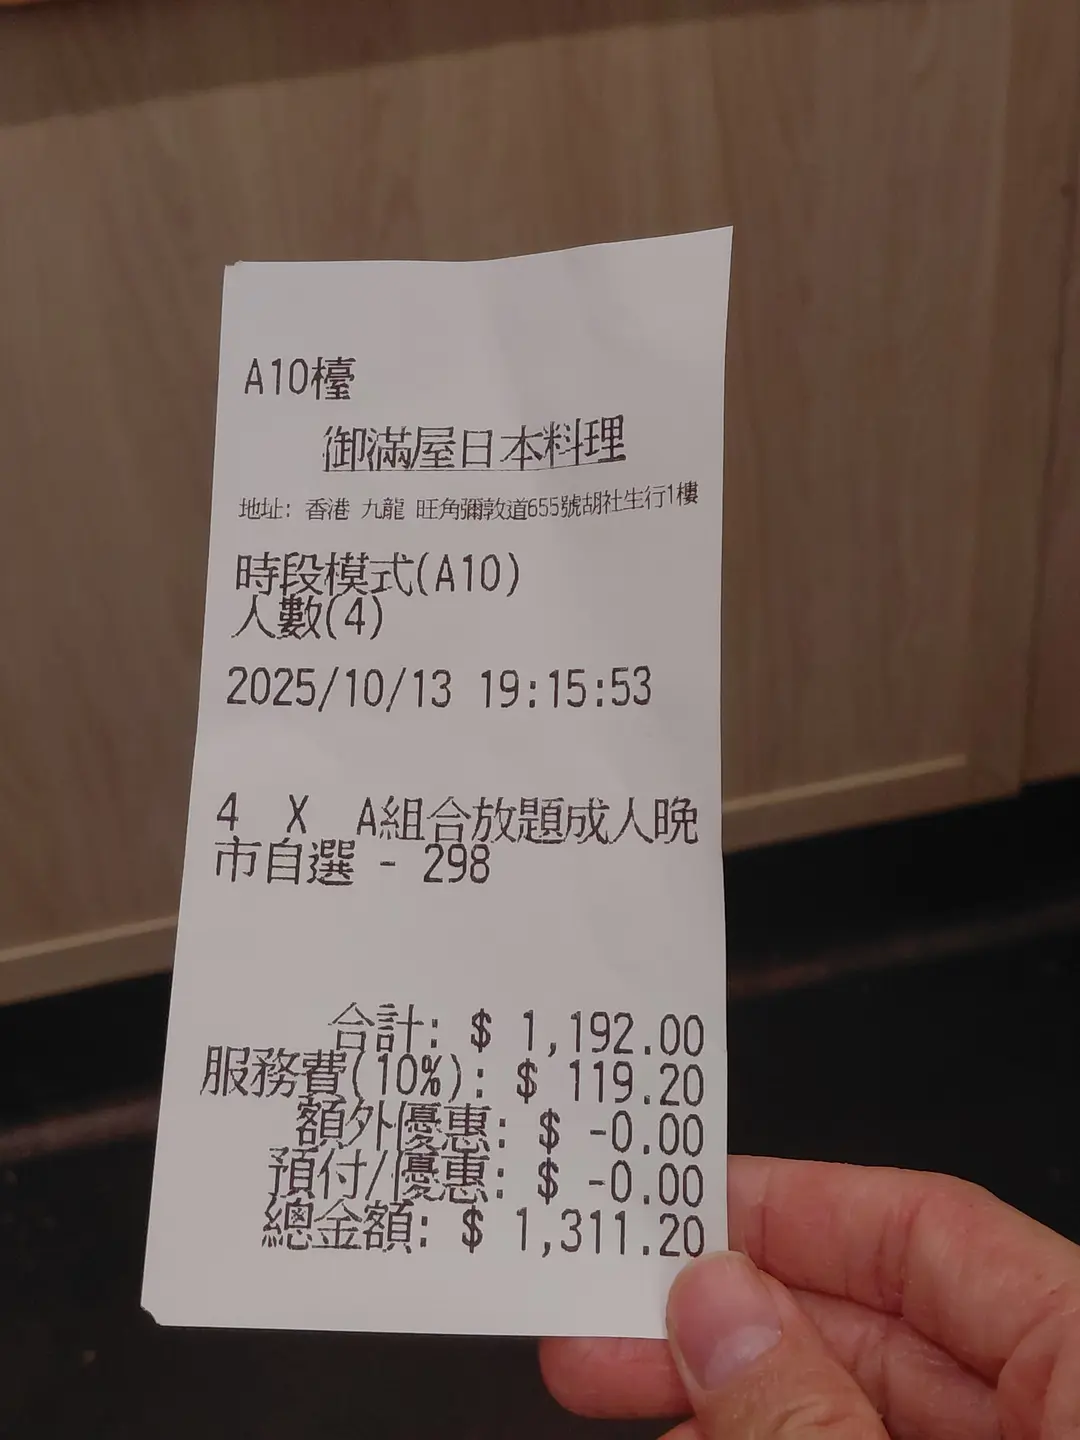 A10檯
御滿屋日本料理
地址: 香港 九龍 旺角彌敦道655號胡社生行1樓
時段模式(A10)
人數(4)
2025/10/13 19:15:53
4 X A組合放題成人晚
市自選 - 298
合計: $ 1,192.00
服務費(10%): $ 119.20
額外優惠: $ -0.00
預付/優惠: $ -0.00
總金額: $ 1,311.20